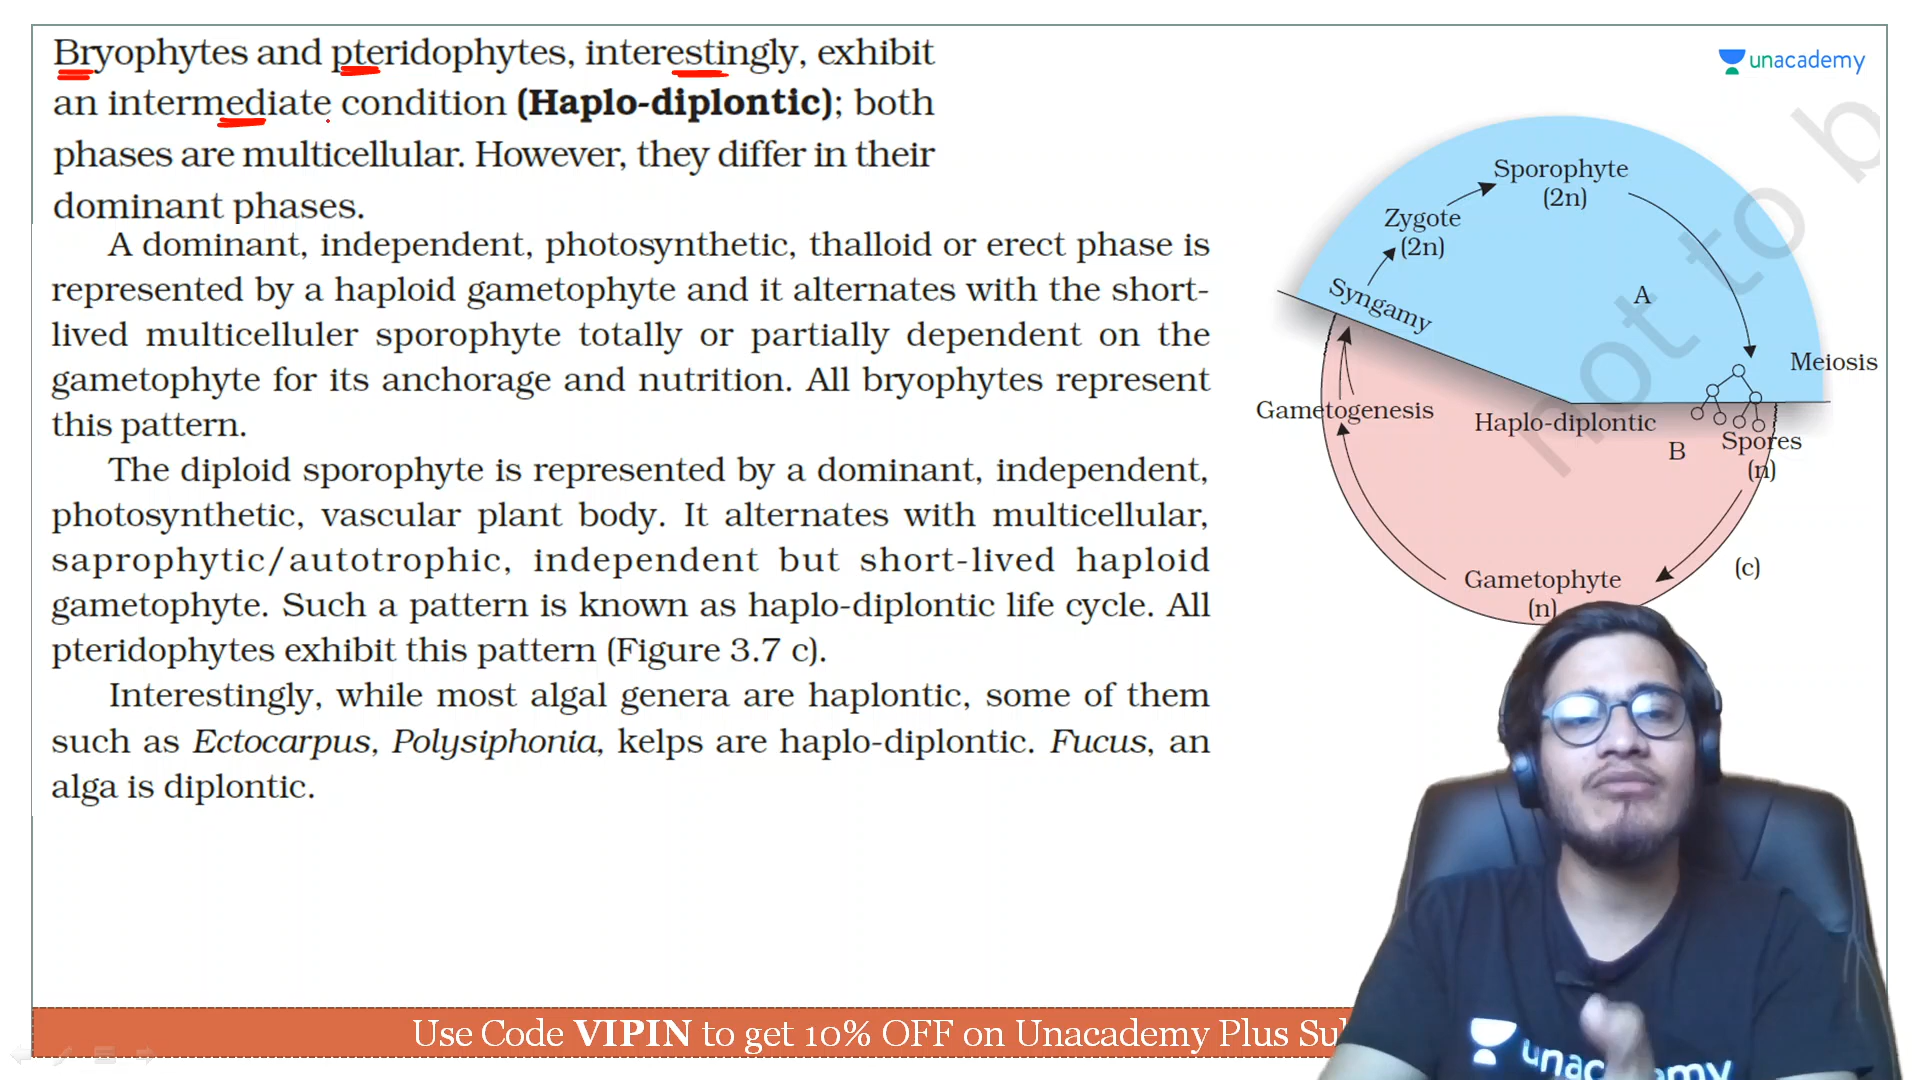 Bryophytes and pteridophytes, interestingly, exhibit
an intermediate condition (Haplo-diplontic); both
phases are multicellular. However, they differ in their
dominant phases.
A dominant, independent, photosynthetic, thalloid or erect phase is
represented by a haploid gametophyte and it alternates with the short-
lived multicelluler sporophyte totally or partially dependent on the
gametophyte for its anchorage and nutrition. All bryophytes represent
this pattern.
The diploid sporophyte is represented by a dominant, independent,
photosynthetic, vascular plant body. It alternates with multicellular,
saprophytic/autotrophic, independent but short-lived haploid
gametophyte. Such a pattern is known as haplo-diplontic life cycle. All
pteridophytes exhibit this pattern (Figure 3.7 c).
Interestingly, while most algal genera are haplontic, some of them
such as Ectocarpus, Polysiphonia, kelps are haplo-diplontic. Fucus, an
alga is diplontic.
unacademy
not to b
Sporophyte
(2n)
Zygote
(2n)
Syngamy
A
Meiosis
Gametogenesis
Haplo-diplontic
B
Spores
(n)
(c)
Gametophyte
(n)
Use Code VIPIN to get 10% OFF on Unacademy Plus Su